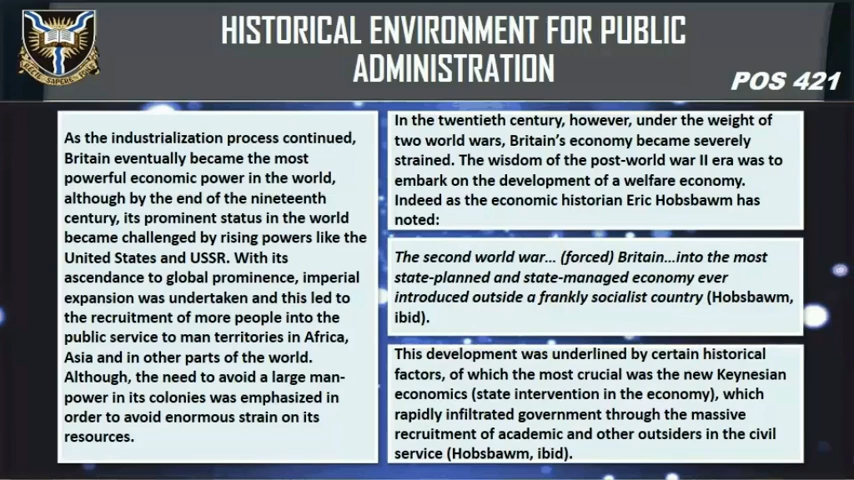 HISTORICAL ENVIRONMENT FOR PUBLIC
ADMINISTRATION
POS 421
As the industrialization process continued,
Britain eventually became the most
powerful economic power in the world,
although by the end of the nineteenth
century, its prominent status in the world
became challenged by rising powers like the
United States and USSR. With its
ascendance to global prominence, imperial
expansion was undertaken and this led to
the recruitment of more people into the
public service to man territories in Africa,
Asia and in other parts of the world.
Although, the need to avoid a large man-
power in its colonies was emphasized in
order to avoid enormous strain on its
resources.
In the twentieth century, however, under the weight of
two world wars, Britain's economy became severely
strained. The wisdom of the post-world war II era was to
embark on the development of a welfare economy.
Indeed as the economic historian Eric Hobsbawm has
noted:
The second world war... (forced) Britain...into the most
state-planned and state-managed economy ever
introduced outside a frankly socialist country (Hobsbawm,
ibid).
This development was underlined by certain historical
factors, of which the most crucial was the new Keynesian
economics (state intervention in the economy), which
rapidly infiltrated government through the massive
recruitment of academic and other outsiders in the civil
service (Hobsbawm, ibid).